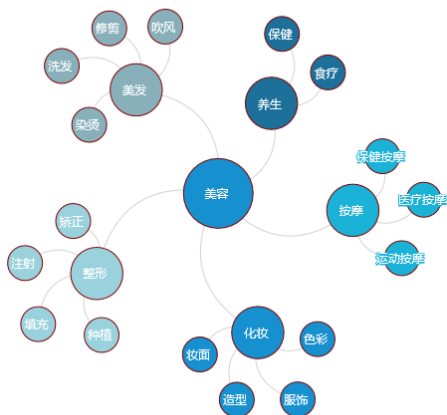 修剪
吹风
洗发
美发
染烫
保健
食疗
养生
美容
保健按摩
医疗按摩
按摩
运动按摩
矫正
注射
整形
填充
种植
化妆
色彩
妆面
造型
服饰